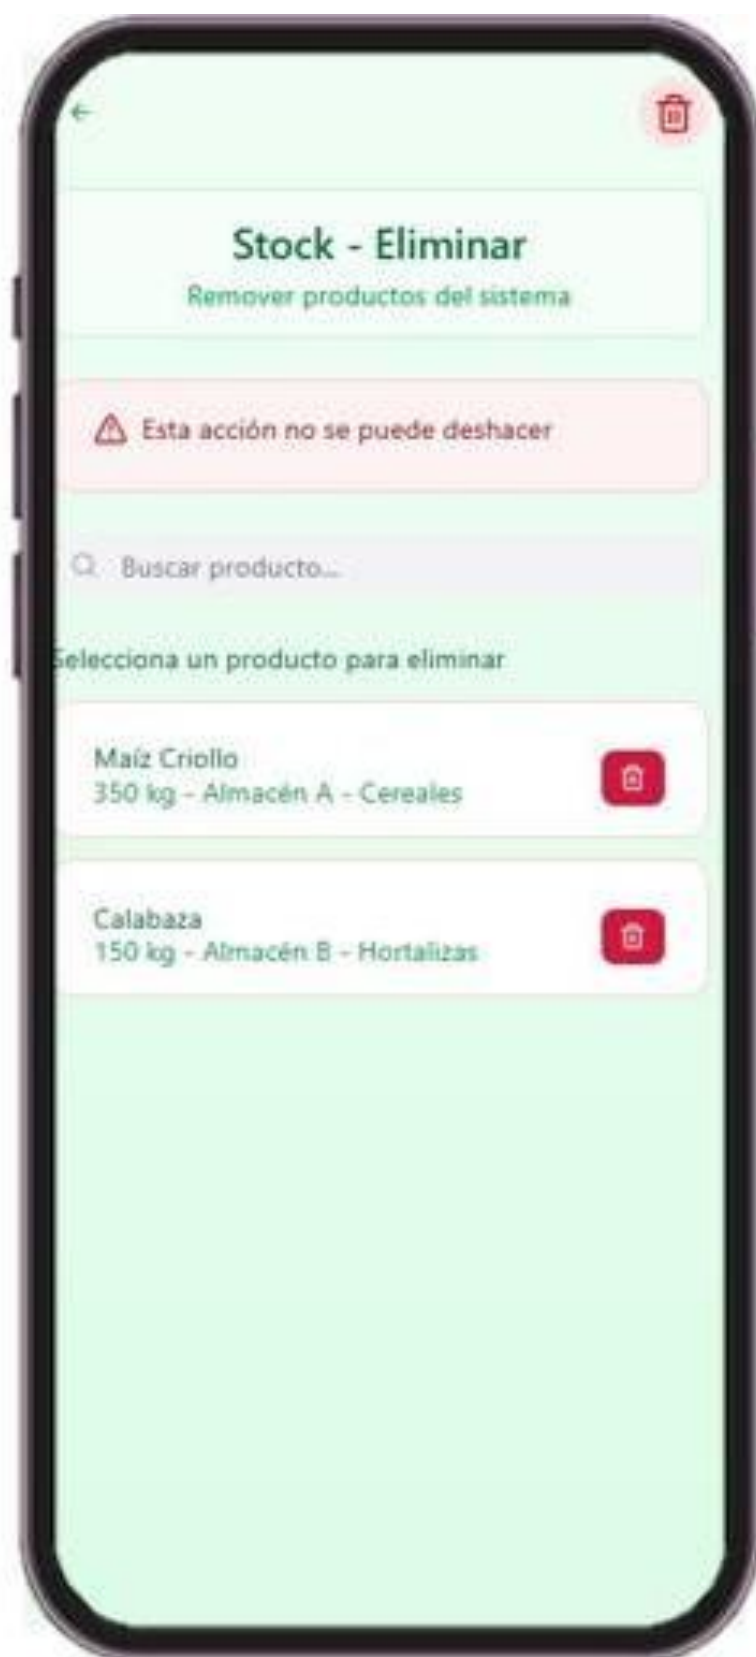 Stock - Eliminar
Remover productos del sistema
Esta acción no se puede deshacer
Buscar producto...
Selecciona un producto para eliminar
Maíz Criollo
350 kg - Almacén A - Cereales
Calabaza
150 kg - Almacén B - Hortalizas